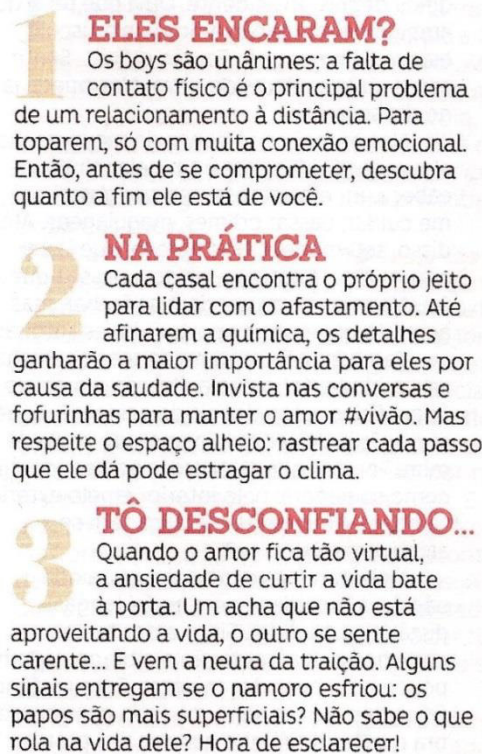 1 ELES ENCARAM?
Os boys são unânimes: a falta de
contato físico é o principal problema
de um relacionamento à distância. Para
toparem, só com muita conexão emocional.
Então, antes de se comprometer, descubra
quanto a fim ele está de você.
2 NA PRÁTICA
Cada casal encontra o próprio jeito
para lidar com o afastamento. Até
afinarem a química, os detalhes
ganharão a maior importância para eles por
causa da saudade. Invista nas conversas e
fofurinhas para manter o amor #vivão. Mas
respeite o espaço alheio: rastrear cada passo
que ele dá pode estragar o clima.
3 TÔ DESCONFIANDO...
Quando o amor fica tão virtual,
a ansiedade de curtir a vida bate
à porta. Um acha que não está
aproveitando a vida, o outro se sente
carente... E vem a neura da traição. Alguns
sinais entregam se o namoro esfriou: os
papos são mais superficiais? Não sabe o que
rola na vida dele? Hora de esclarecer!